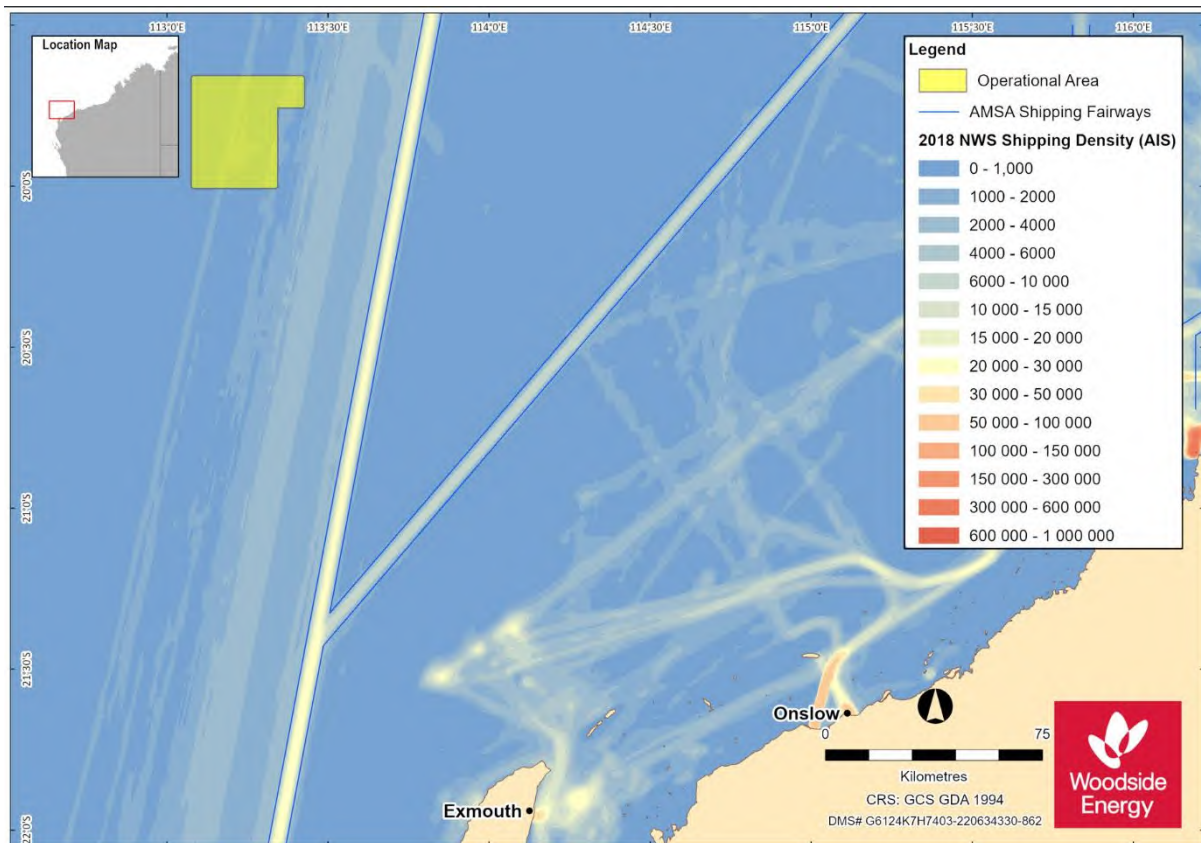 113°0'E
113°30'E
114°0'E
114°30'E
115°0'E
115°30'E
116°0'E
Location Map
20°0'S
20°30'S
21°0'S
21°30'S
22°0'S
Legend
Operational Area
AMSA Shipping Fairways
2018 NWS Shipping Density (AIS)
0 - 1,000
1000 - 2000
2000 - 4000
4000 - 6000
6000 - 10 000
10 000 - 15 000
15 000 - 20 000
20 000 - 30 000
30 000 - 50 000
50 000 - 100 000
100 000 - 150 000
150 000 - 300 000
300 000 - 600 000
600 000 - 1 000 000
Onslow
Exmouth
0 75
Kilometres
CRS: GCS GDA 1994
DMS# G6124K7H7403-220634330-862
Woodside
Energy